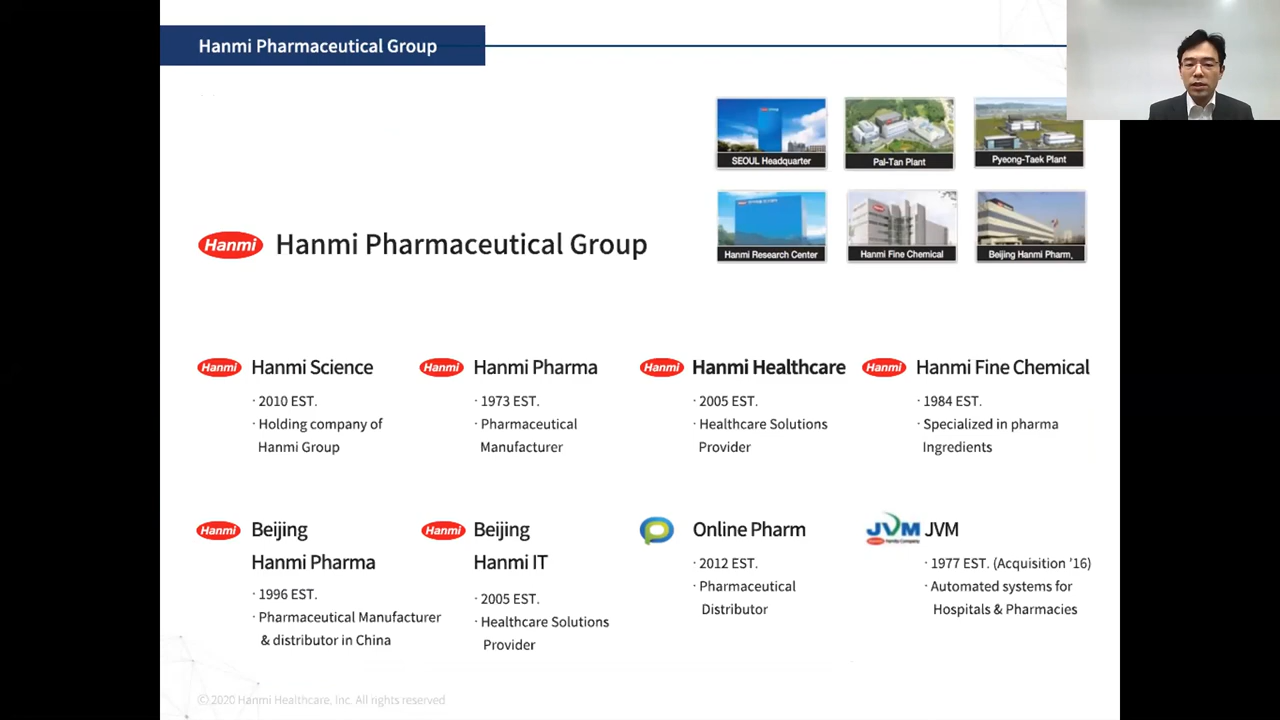 Hanmi Pharmaceutical Group
SEOUL Headquarter
Pal-Tan Plant
Pyeong-Taek Plant
Hanmi Research Center
Hanmi Fine Chemical
Beijing Hanmi Pharm.
Hanmi Hanmi Pharmaceutical Group
Hanmi Hanmi Science
· 2010 EST.
· Holding company of
Hanmi Group
Hanmi Hanmi Pharma
· 1973 EST.
· Pharmaceutical
Manufacturer
Hanmi Hanmi Healthcare
· 2005 EST.
· Healthcare Solutions
Provider
Hanmi Hanmi Fine Chemical
· 1984 EST.
· Specialized in pharma
Ingredients
Hanmi Beijing
Hanmi Pharma
· 1996 EST.
· Pharmaceutical Manufacturer
& distributor in China
Hanmi Beijing
Hanmi IT
· 2005 EST.
· Healthcare Solutions
Provider
Online Pharm
· 2012 EST.
· Pharmaceutical
Distributor
JVM JVM
Hanmi Family Company
· 1977 EST. (Acquisition '16)
· Automated systems for
Hospitals & Pharmacies
ⓒ 2020 Hanmi Healthcare, Inc. All rights reserved